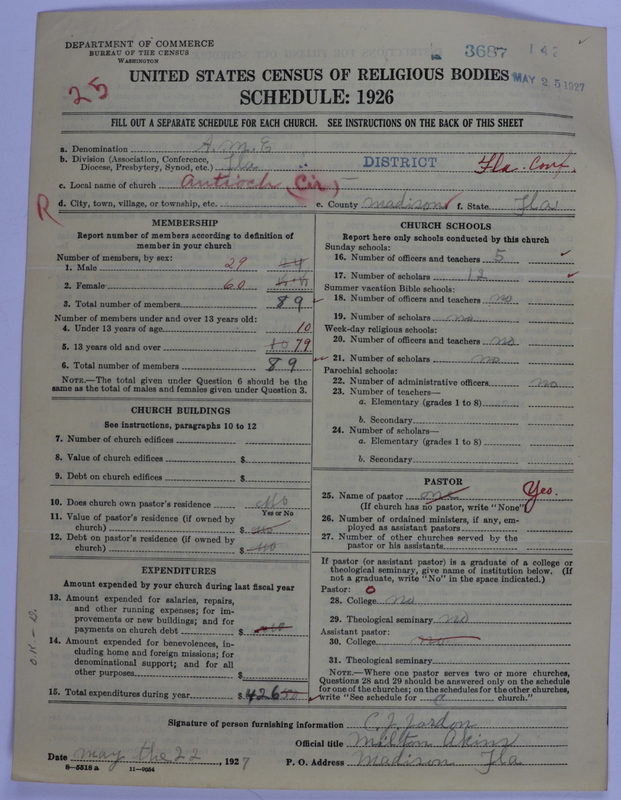 DEPARTMENT OF COMMERCE
BUREAU OF THE CENSUS
WASHINGTON
3687 142
MAY 25 1927
25
UNITED STATES CENSUS OF RELIGIOUS BODIES
SCHEDULE: 1926
FILL OUT A SEPARATE SCHEDULE FOR EACH CHURCH. SEE INSTRUCTIONS ON THE BACK OF THIS SHEET
a. Denomination A. M. E
b. Division (Association, Conference, Diocese, Presbytery, Synod, etc.) Fla DISTRICT Fla. Conf.
c. Local name of church Antioch (Cir)
R
d. City, town, village, or township, etc. e. County Madison f. State Fla
MEMBERSHIP
Report number of members according to definition of member in your church
Number of members, by sex:
1. Male 29
2. Female 60
3. Total number of members 89
Number of members under and over 13 years old:
4. Under 13 years of age 10
5. 13 years old and over 79
6. Total number of members 89
NOTE.—The total given under Question 6 should be the same as the total of males and females given under Question 3.
CHURCH BUILDINGS
See instructions, paragraphs 10 to 12
7. Number of church edifices
8. Value of church edifices $
9. Debt on church edifices $
10. Does church own pastor's residence No
Yes or No
11. Value of pastor's residence (if owned by church) $ No
12. Debt on pastor's residence (if owned by church) $ No
EXPENDITURES
Amount expended by your church during last fiscal year
13. Amount expended for salaries, repairs, and other running expenses; for improvements or new buildings; and for payments on church debt $
14. Amount expended for benevolences, including home and foreign missions; for denominational support; and for all other purposes $
15. Total expenditures during year $ 426
CHURCH SCHOOLS
Report here only schools conducted by this church
Sunday schools:
16. Number of officers and teachers 5
17. Number of scholars 12
Summer vacation Bible schools:
18. Number of officers and teachers no
19. Number of scholars no
Week-day religious schools:
20. Number of officers and teachers no
21. Number of scholars no
Parochial schools:
22. Number of administrative officers no
23. Number of teachers—
a. Elementary (grades 1 to 8)
b. Secondary
24. Number of scholars—
a. Elementary (grades 1 to 8)
b. Secondary
PASTOR
25. Name of pastor no Yes.
(If church has no pastor, write "None")
26. Number of ordained ministers, if any, employed as assistant pastors
27. Number of other churches served by the pastor or his assistants
If pastor (or assistant pastor) is a graduate of a college or theological seminary, give name of institution below. (If not a graduate, write "No" in the space indicated.)
Pastor: 0
28. College no
29. Theological seminary no
Assistant pastor:
30. College no
31. Theological seminary
NOTE.—Where one pastor serves two or more churches, Questions 28 and 29 should be answered only on the schedule for one of the churches; on the schedules for the other churches, write "See schedule for a church."
Signature of person furnishing information C. J. Jordon
Official title Milton Akins
Date May the 22, 1927 P. O. Address Madison Fla
8—5518 a 11—9054